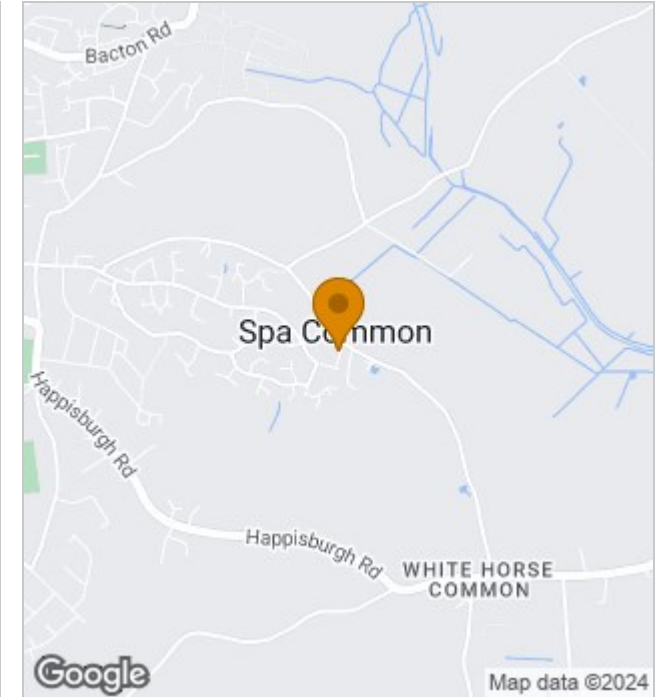 Bacton Rd
Spa Common
Happisburgh Rd
Happisburgh Rd
WHITE HORSE
COMMON
Google
Map data ©2024